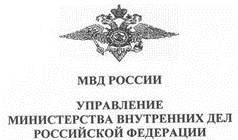 МВД РОССИИ
УПРАВЛЕНИЕ
МИНИСТЕРСТВА ВНУТРЕННИХ ДЕЛ
РОССИЙСКОЙ ФЕДЕРАЦИИ